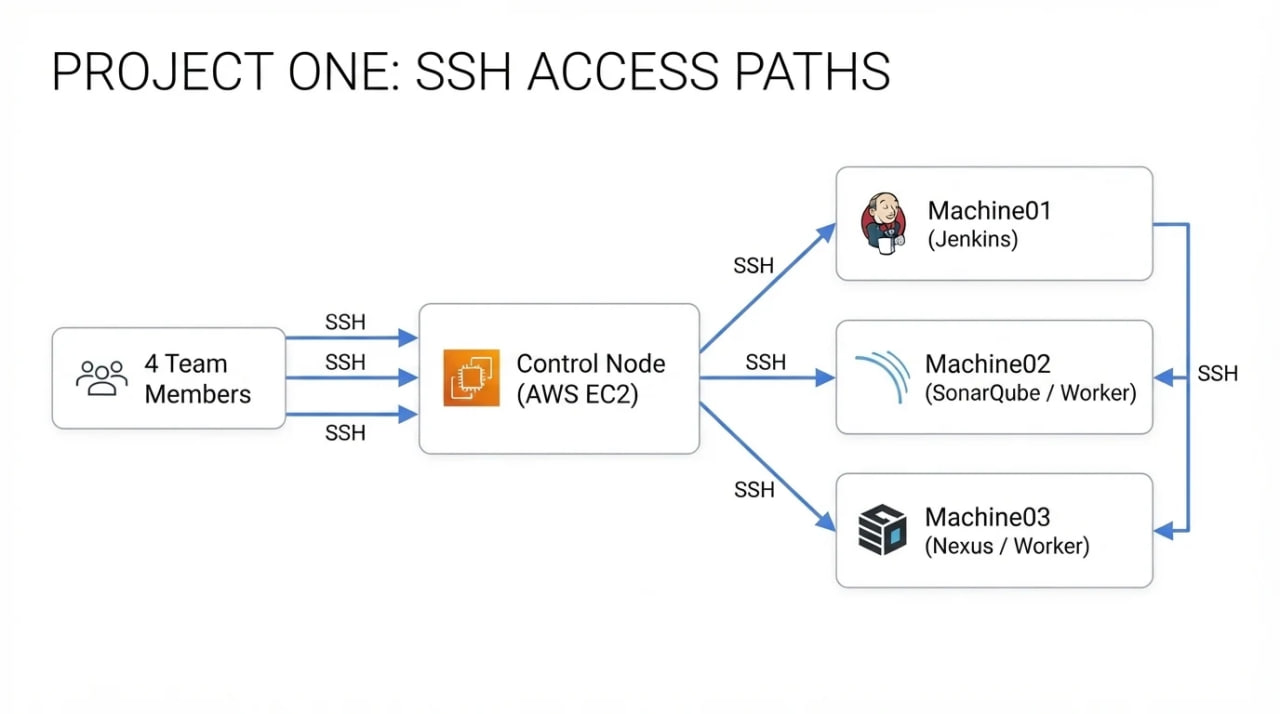 PROJECT ONE: SSH ACCESS PATHS
4 Team
Members
SSH
SSH
SSH
Control Node
(AWS EC2)
SSH
SSH
SSH
Machine01
(Jenkins)
Machine02
(SonarQube / Worker)
Machine03
(Nexus / Worker)
SSH